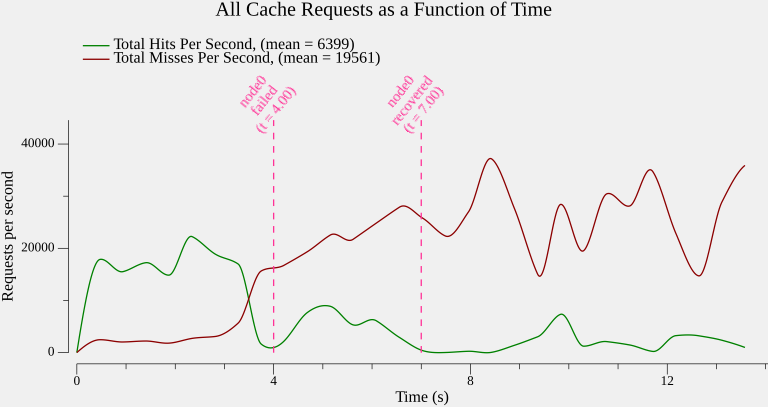 All Cache Requests as a Function of Time
Total Hits Per Second, (mean = 6399)
Total Misses Per Second, (mean = 19561)
node0
failed
(t = 4.00)
node0
recovered
(t = 7.00)
Requests per second
40000
20000
0
0
4
8
12
Time (s)